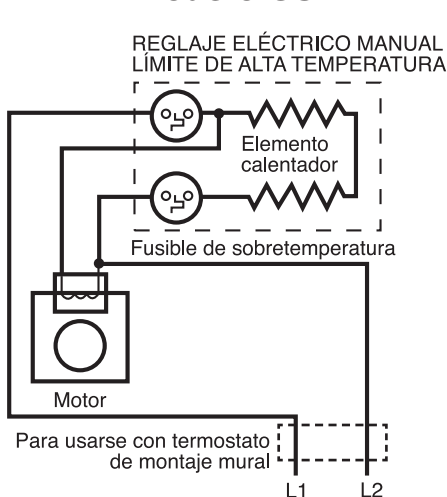 REGLAJE ELÉCTRICO MANUAL
LÍMITE DE ALTA TEMPERATURA
Elemento
calentador
Fusible de sobretemperatura
Motor
Para usarse con termostato
de montaje mural
L1 L2